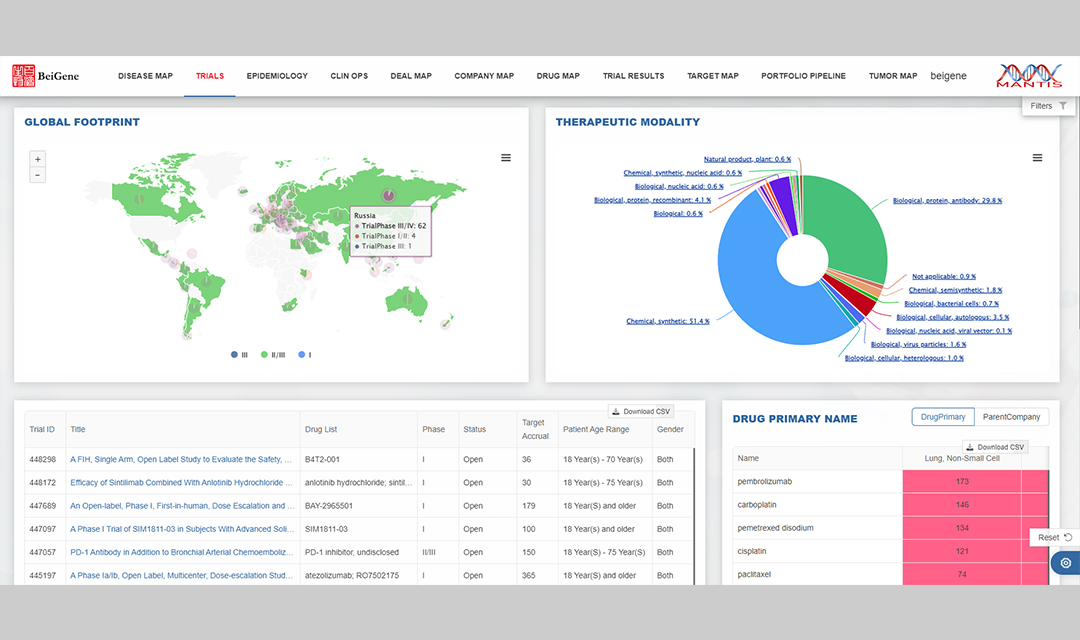 BeiGene
DISEASE MAP TRIALS EPIDEMIOLOGY CLIN OPS DEAL MAP COMPANY MAP DRUG MAP TRIAL RESULTS TARGET MAP PORTFOLIO PIPELINE TUMOR MAP beigene
MANTIS
Filters
GLOBAL FOOTPRINT
+
-
Russia
TrialPhase III/IV: 62
TrialPhase I/II: 4
TrialPhase III: 1
III II/III I
THERAPEUTIC MODALITY
Natural product, plant: 0.6 %
Chemical, synthetic, nucleic acid: 0.6 %
Biological, nucleic acid: 0.6 %
Biological, protein, recombinant: 4.1 %
Biological: 0.6 %
Biological, protein, antibody: 29.8 %
Not applicable: 0.9 %
Chemical, semisynthetic: 1.8 %
Biological, bacterial cells: 0.7 %
Biological, cellular, autologous: 3.5 %
Biological, nucleic acid, viral vector: 0.1 %
Biological, virus particles: 1.6 %
Biological, cellular, heterologous: 1.0 %
Chemical, synthetic: 51.4 %
Download CSV
Trial ID Title Drug List Phase Status Target Accrual Patient Age Range Gender
448298 A FIH, Single Arm, Open Label Study to Evaluate the Safety, ... B4T2-001 I Open 36 18 Year(s) - 70 Year(s) Both
448172 Efficacy of Sintilimab Combined With Anlotinib Hydrochloride ... anlotinib hydrochloride; sintil... I Open 30 18 Year(s) - 75 Year(s) Both
447689 An Open-label, Phase I, First-in-human, Dose Escalation and ... BAY-2965501 I Open 179 18 Year(S) and older Both
447097 A Phase I Trial of SIM1811-03 in Subjects With Advanced Soli... SIM1811-03 I Open 100 18 Year(s) and older Both
447057 PD-1 Antibody in Addition to Bronchial Arterial Chemoemboliz... PD-1 inhibitor, undisclosed II/III Open 150 18 Year(S) - 75 Year(S) Both
445197 A Phase Ia/Ib, Open Label, Multicenter, Dose-escalation Stud... atezolizumab; RO7502175 I Open 365 18 Year(s) and older Both
DRUG PRIMARY NAME
DrugPrimary ParentCompany
Download CSV
Name Lung, Non-Small Cell
pembrolizumab 173
carboplatin 146
pemetrexed disodium 134
cisplatin 121
paclitaxel 74
Reset